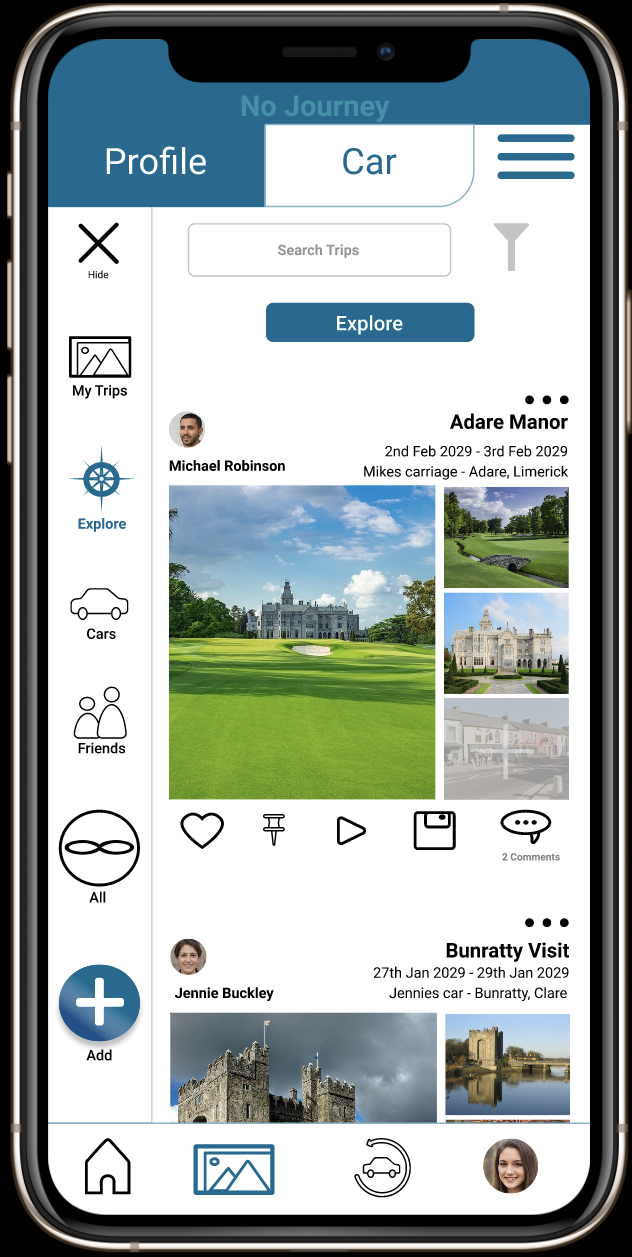 No Journey
Profile
Car
Hide
Search Trips
Explore
My Trips
Explore
Cars
Friends
All
Add
Michael Robinson
Adare Manor
2nd Feb 2029 - 3rd Feb 2029
Mikes carriage - Adare, Limerick
2 Comments
Jennie Buckley
Bunratty Visit
27th Jan 2029 - 29th Jan 2029
Jennies car - Bunratty, Clare